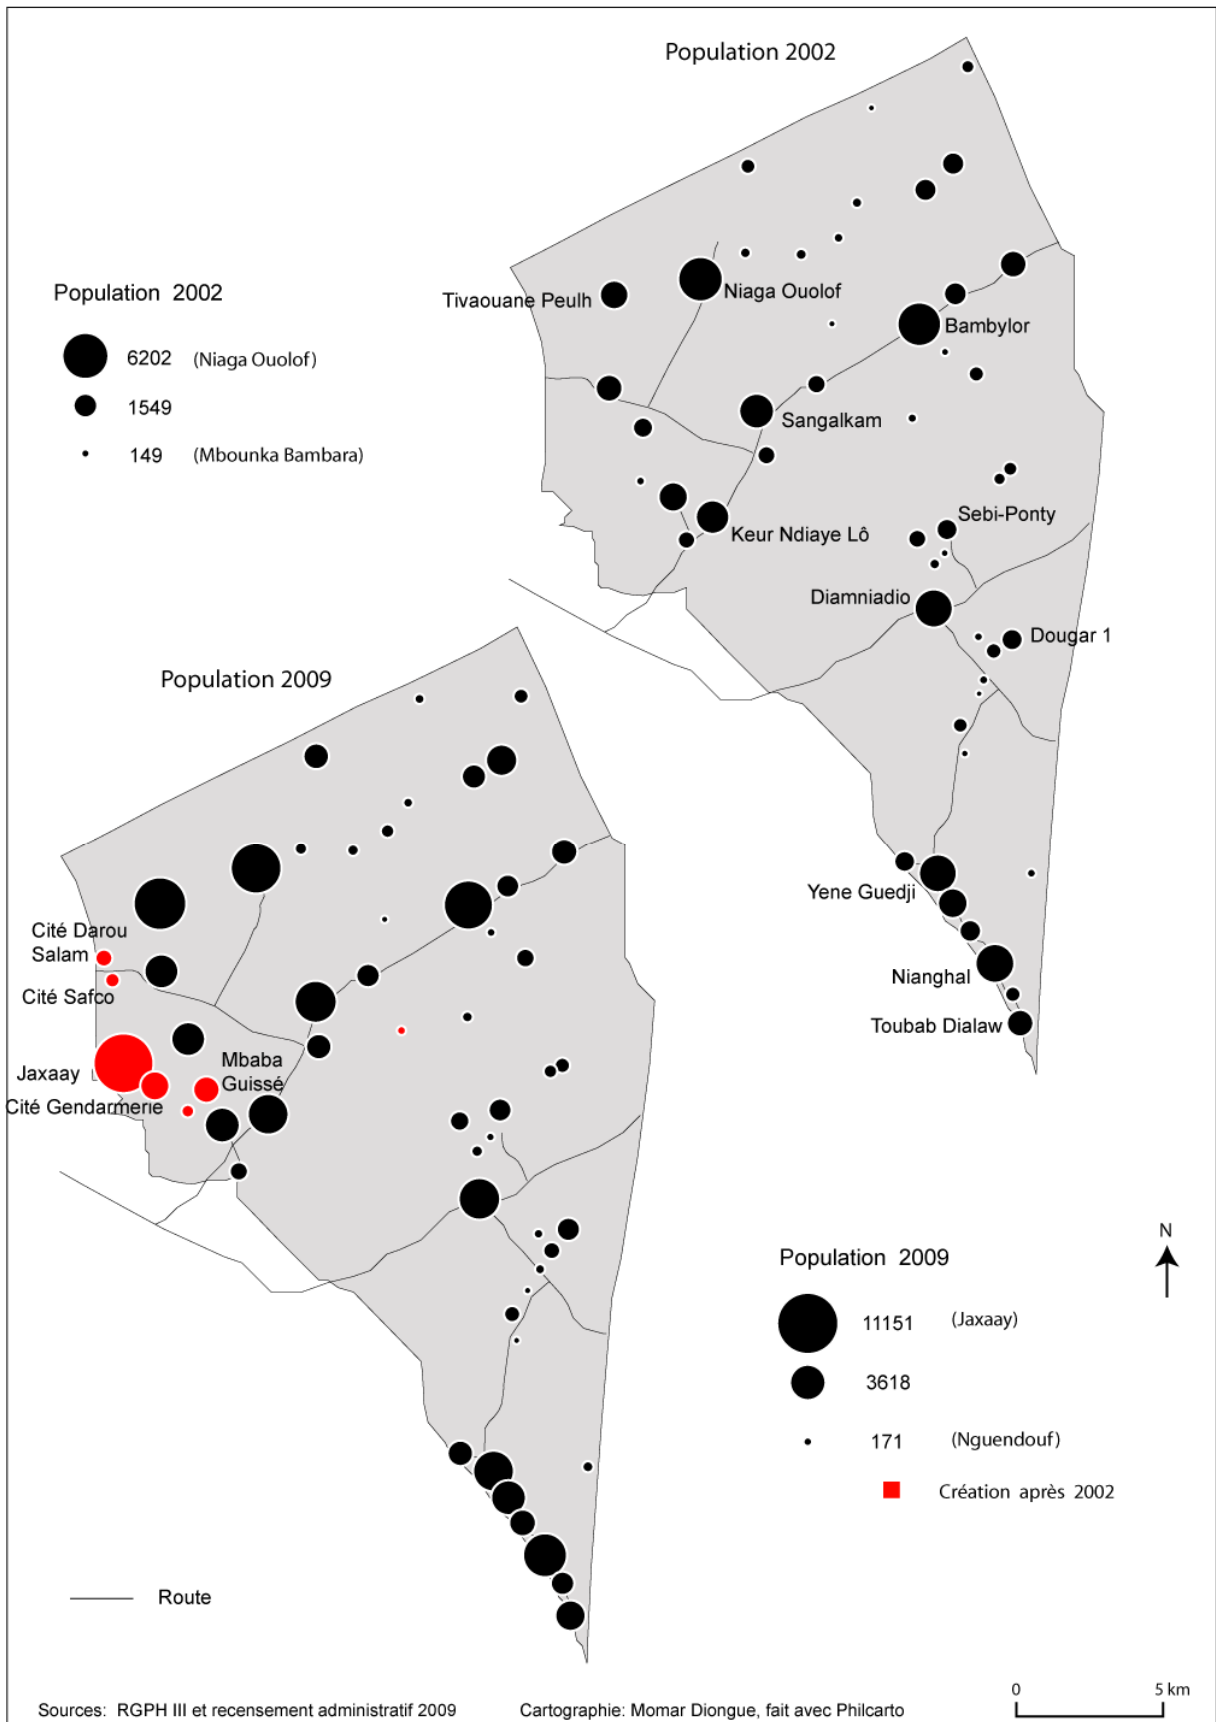 Population 2002
Population 2002
6202 (Niaga Ouolof)
1549
149 (Mbounka Bambara)
Tivaouane Peulh
Niaga Ouolof
Bambylor
Sangalkam
Keur Ndiaye Lô
Sebi-Ponty
Diamniadio
Dougar 1
Yene Guedji
Nianghal
Toubab Dialaw
Population 2009
Cité Darou
Salam
Cité Safco
Jaxaay
Mbaba
Guissé
Cité Gendarmerie
N
Population 2009
11151 (Jaxaay)
3618
171 (Nguendouf)
Création après 2002
Route
Sources: RGPH III et recensement administratif 2009
Cartographie: Momar Diongue, fait avec Philcarto
0 5 km